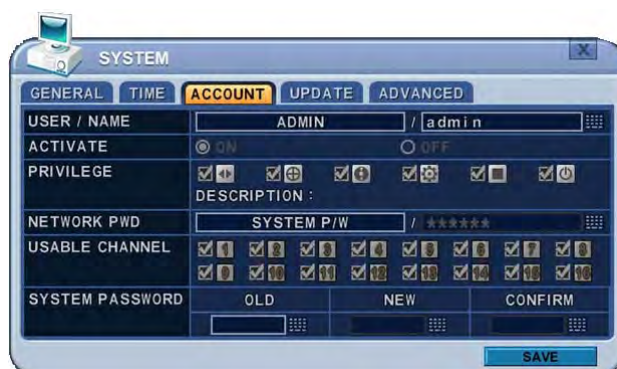 SYSTEM
X
GENERAL TIME ACCOUNT UPDATE ADVANCED
USER / NAME ADMIN / admin
ACTIVATE ON OFF
PRIVILEGE
DESCRIPTION :
NETWORK PWD SYSTEM P/W / ******
USABLE CHANNEL 1 2 3 4 5 6 7 8
9 10 11 12 13 14 15 16
SYSTEM PASSWORD OLD NEW CONFIRM
SAVE